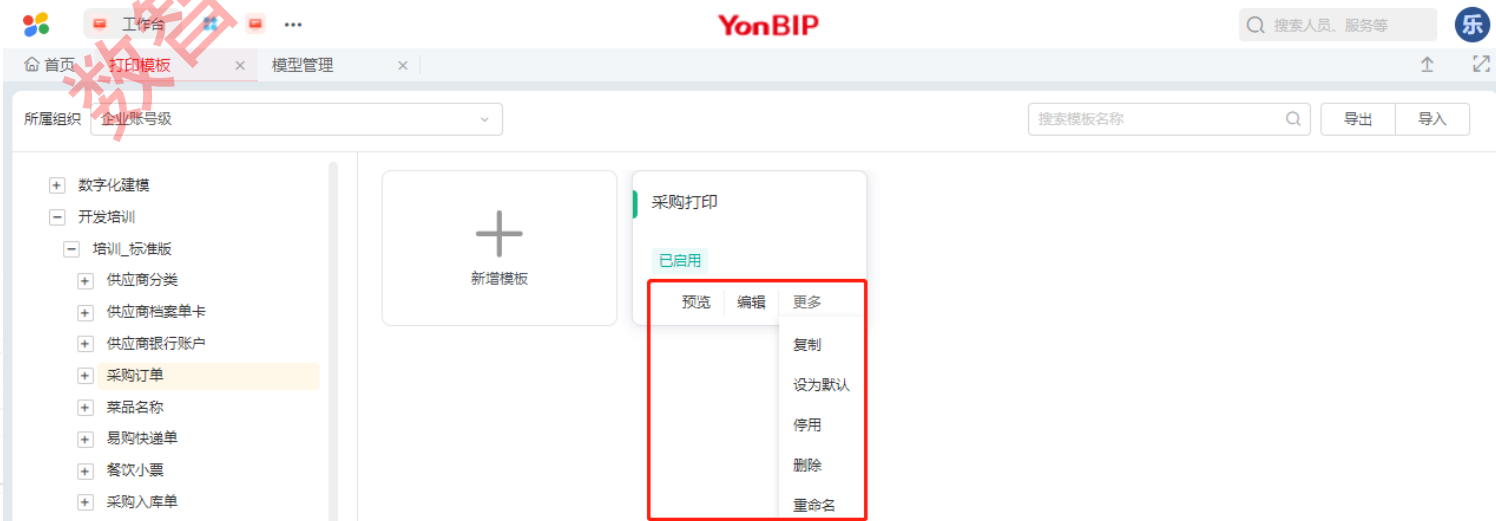 工作台
YonBIP
搜索人员、服务等
乐
首页
打印模板
模型管理
数智
所属组织
企业账号级
搜索模板名称
导出
导入
数字化建模
开发培训
培训_标准版
供应商分类
供应商档案单卡
供应商银行账户
采购订单
菜品名称
易购快递单
餐饮小票
采购入库单
新增模板
采购打印
已启用
预览
编辑
更多
复制
设为默认
停用
删除
重命名